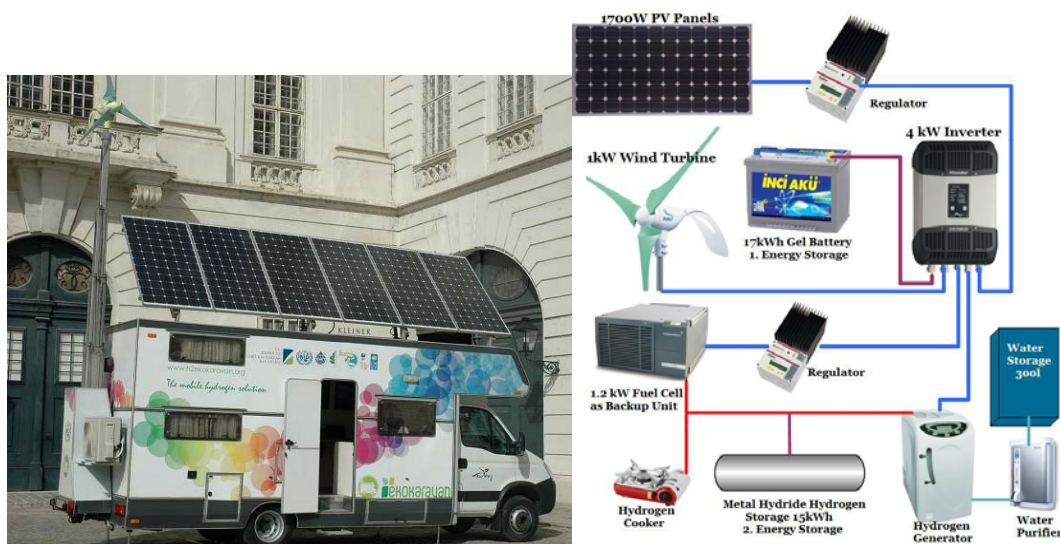 KLEINER
www.h2ekokaravan.org
The mobile hydrogen solution
ekokaravan
1700W PV Panels
Regulator
4 kW Inverter
1kW Wind Turbine
İNCİ AKÜ
17kWh Gel Battery
1. Energy Storage
1.2 kW Fuel Cell
as Backup Unit
Regulator
Water
Storage
300l
Hydrogen
Cooker
Metal Hydride Hydrogen
Storage 15kWh
2. Energy Storage
Hydrogen
Generator
Water
Purifier